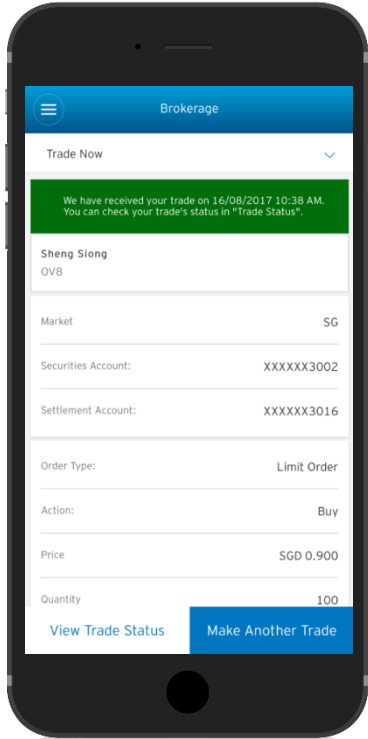 Brokerage
Trade Now
We have received your trade on 16/08/2017 10:38 AM.
You can check your trade's status in "Trade Status".
Sheng Siong
OV8
Market SG
Securities Account: XXXXXX3002
Settlement Account: XXXXXX3016
Order Type: Limit Order
Action: Buy
Price SGD 0.900
Quantity 100
View Trade Status Make Another Trade